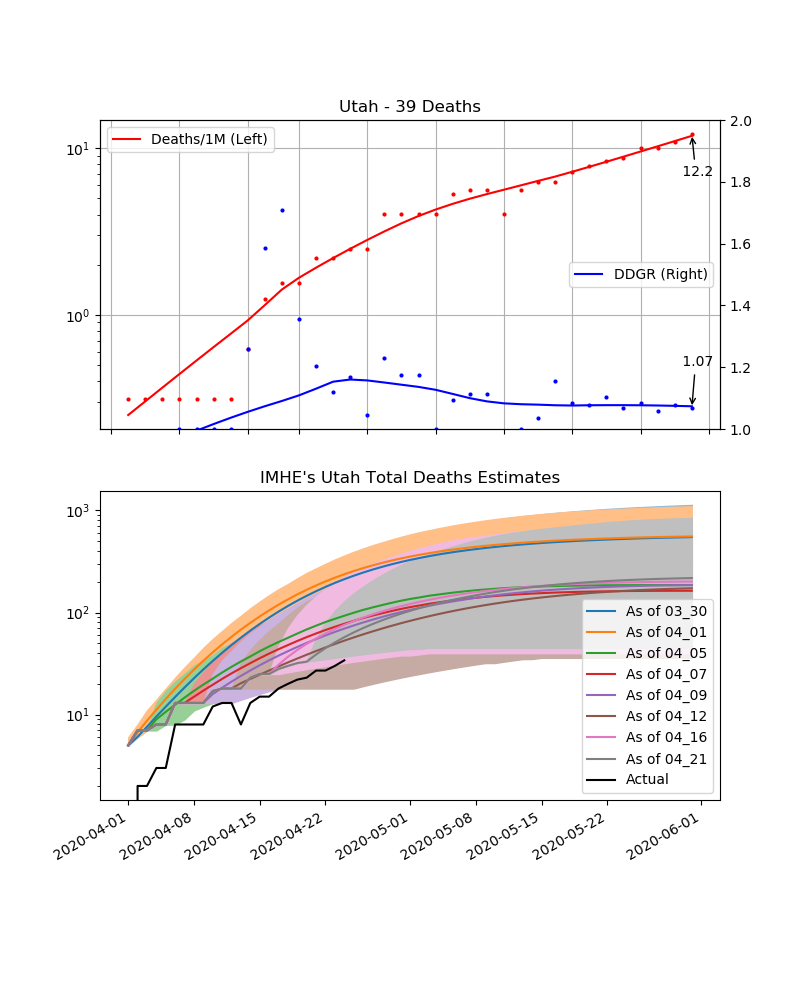 Utah - 39 Deaths
Deaths/1M (Left)
10¹
10⁰
2.0
1.8
1.6
1.4
1.2
1.0
12.2
DDGR (Right)
1.07
IMHE's Utah Total Deaths Estimates
10³
10²
10¹
As of 03_30
As of 04_01
As of 04_05
As of 04_07
As of 04_09
As of 04_12
As of 04_16
As of 04_21
Actual
2020-04-01
2020-04-08
2020-04-15
2020-04-22
2020-05-01
2020-05-08
2020-05-15
2020-05-22
2020-06-01